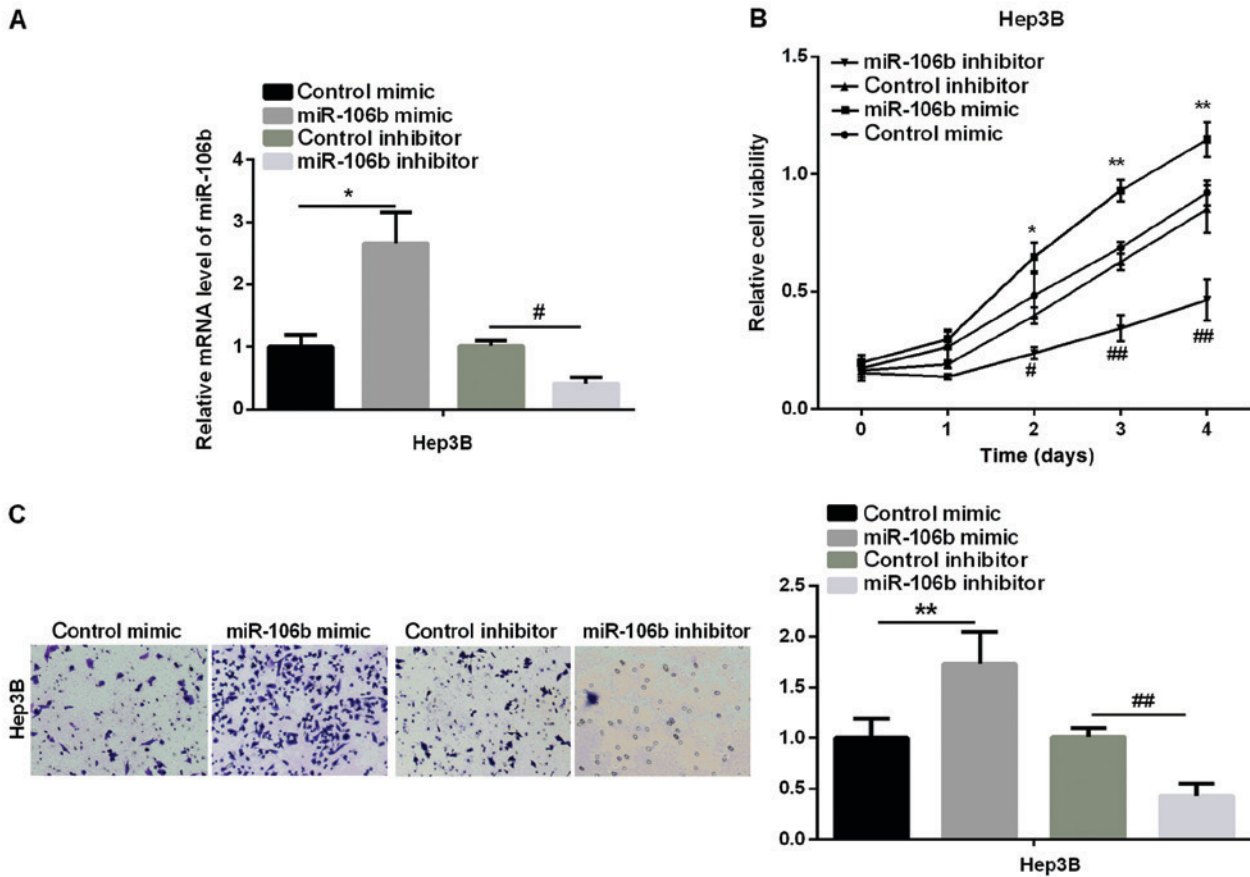 A
Control mimic
miR-106b mimic
Control inhibitor
miR-106b inhibitor
Relative mRNA level of miR-106b
4
3
2
1
0
*
#
Hep3B
B
Hep3B
miR-106b inhibitor
Control inhibitor
miR-106b mimic
Control mimic
Relative cell viability
1.5
1.0
0.5
0.0
*
**
**
#
##
##
0 1 2 3 4
Time (days)
C
Control mimic miR-106b mimic Control inhibitor miR-106b inhibitor
Hep3B
Control mimic
miR-106b mimic
Control inhibitor
miR-106b inhibitor
2.5
2.0
1.5
1.0
0.5
0.0
**
##
Hep3B